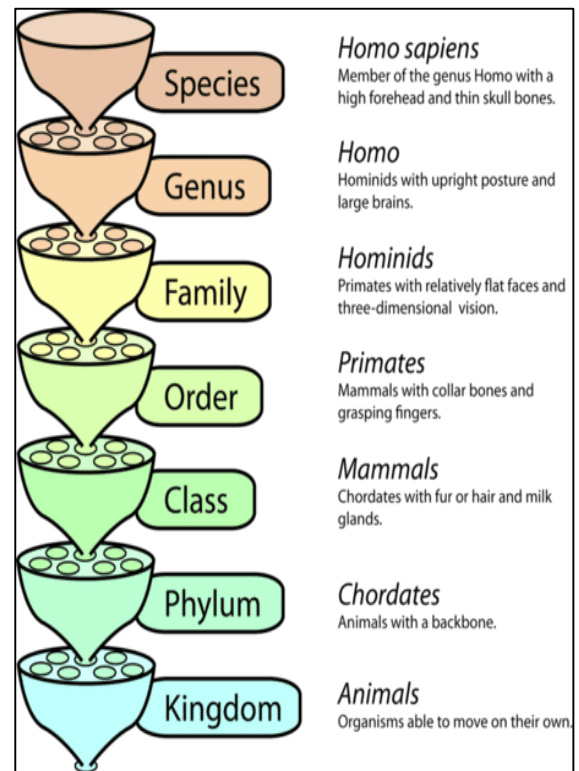 Species
Homo sapiens
Member of the genus Homo with a
high forehead and thin skull bones.
Genus
Homo
Hominids with upright posture and
large brains.
Family
Hominids
Primates with relatively flat faces and
three-dimensional vision.
Order
Primates
Mammals with collar bones and
grasping fingers.
Class
Mammals
Chordates with fur or hair and milk
glands.
Phylum
Chordates
Animals with a backbone.
Kingdom
Animals
Organisms able to move on their own.